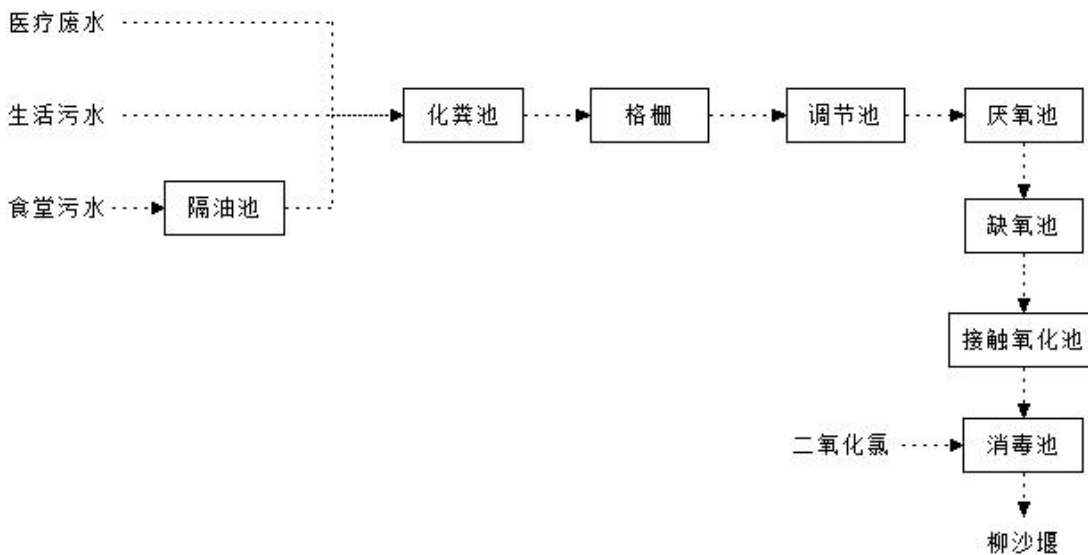 医疗废水
生活污水
化粪池
格栅
调节池
厌氧池
食堂污水
隔油池
缺氧池
接触氧化池
二氧化氯
消毒池
柳沙堰